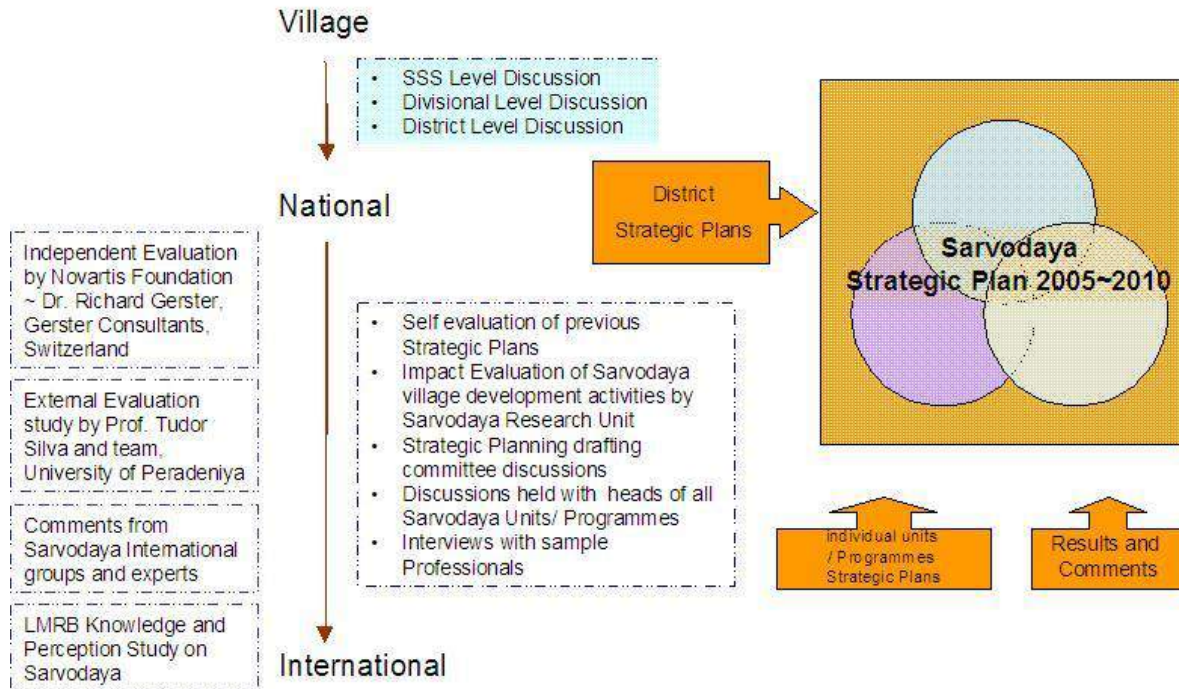 Village
• SSS Level Discussion
• Divisional Level Discussion
• District Level Discussion
National
District
Strategic Plans
Sarvodaya
Strategic Plan 2005~2010
Independent Evaluation
by Novartis Foundation
~ Dr. Richard Gerster,
Gerster Consultants,
Switzerland
External Evaluation
study by Prof. Tudor
Silva and team,
University of Peradeniya
Comments from
Sarvodaya International
groups and experts
LMRB Knowledge and
Perception Study on
Sarvodaya
• Self evaluation of previous
Strategic Plans
• Impact Evaluation of Sarvodaya
village development activities by
Sarvodaya Research Unit
• Strategic Planning drafting
committee discussions
• Discussions held with heads of all
Sarvodaya Units/ Programmes
• Interviews with sample
Professionals
individual units
/ Programmes
Strategic Plans
Results and
Comments
International